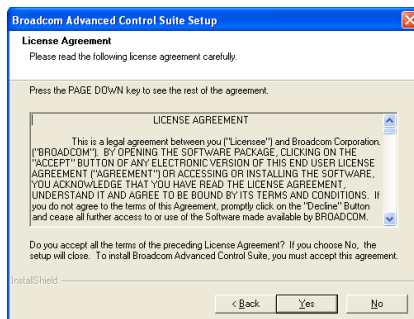 Broadcom Advanced Control Suite Setup
License Agreement
Please read the following license agreement carefully.
Press the PAGE DOWN key to see the rest of the agreement.
LICENSE AGREEMENT
This is a legal agreement between you ("Licensee") and Broadcom Corporation
("BROADCOM"). BY OPENING THE SOFTWARE PACKAGE, CLICKING ON THE
"ACCEPT" BUTTON OF ANY ELECTRONIC VERSION OF THIS END USER LICENSE
AGREEMENT ("AGREEMENT") OR ACCESSING OR INSTALLING THE SOFTWARE,
YOU ACKNOWLEDGE THAT YOU HAVE READ THE LICENSE AGREEMENT,
UNDERSTAND IT AND AGREE TO BE BOUND BY ITS TERMS AND CONDITIONS. If
you do not agree to the terms of this Agreement, promptly click on the "Decline" Button
and cease all further access to or use of the Software made available by BROADCOM.
Do you accept all the terms of the preceding License Agreement? If you choose No, the
setup will close. To install Broadcom Advanced Control Suite, you must accept this agreement.
InstallShield
< Back Yes No